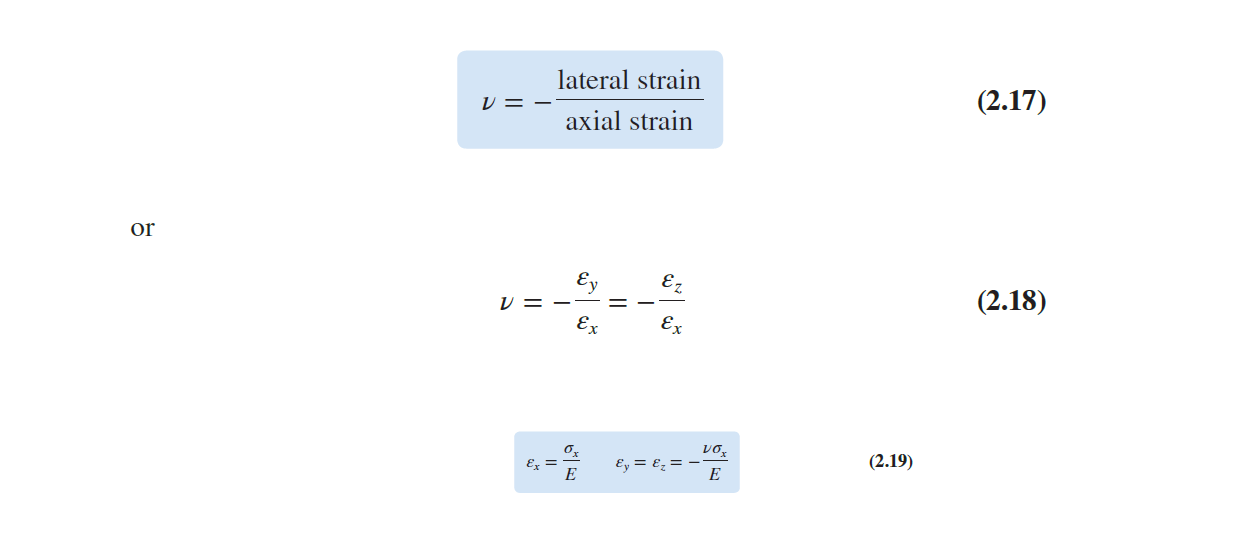 ν = − lateral strain / axial strain (2.17)
or
ν = − ε_y / ε_x = − ε_z / ε_x (2.18)
ε_x = σ_x / E ε_y = ε_z = − νσ_x / E (2.19)